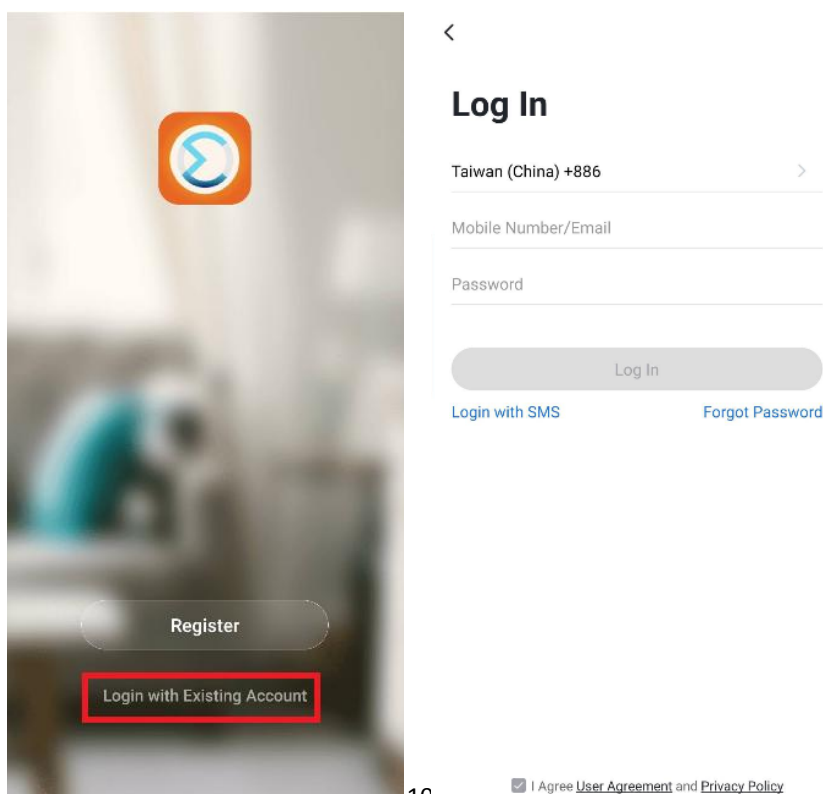 Register
Login with Existing Account
Log In
Taiwan (China) +886
Mobile Number/Email
Password
Log In
Login with SMS
Forgot Password
I Agree User Agreement and Privacy Policy